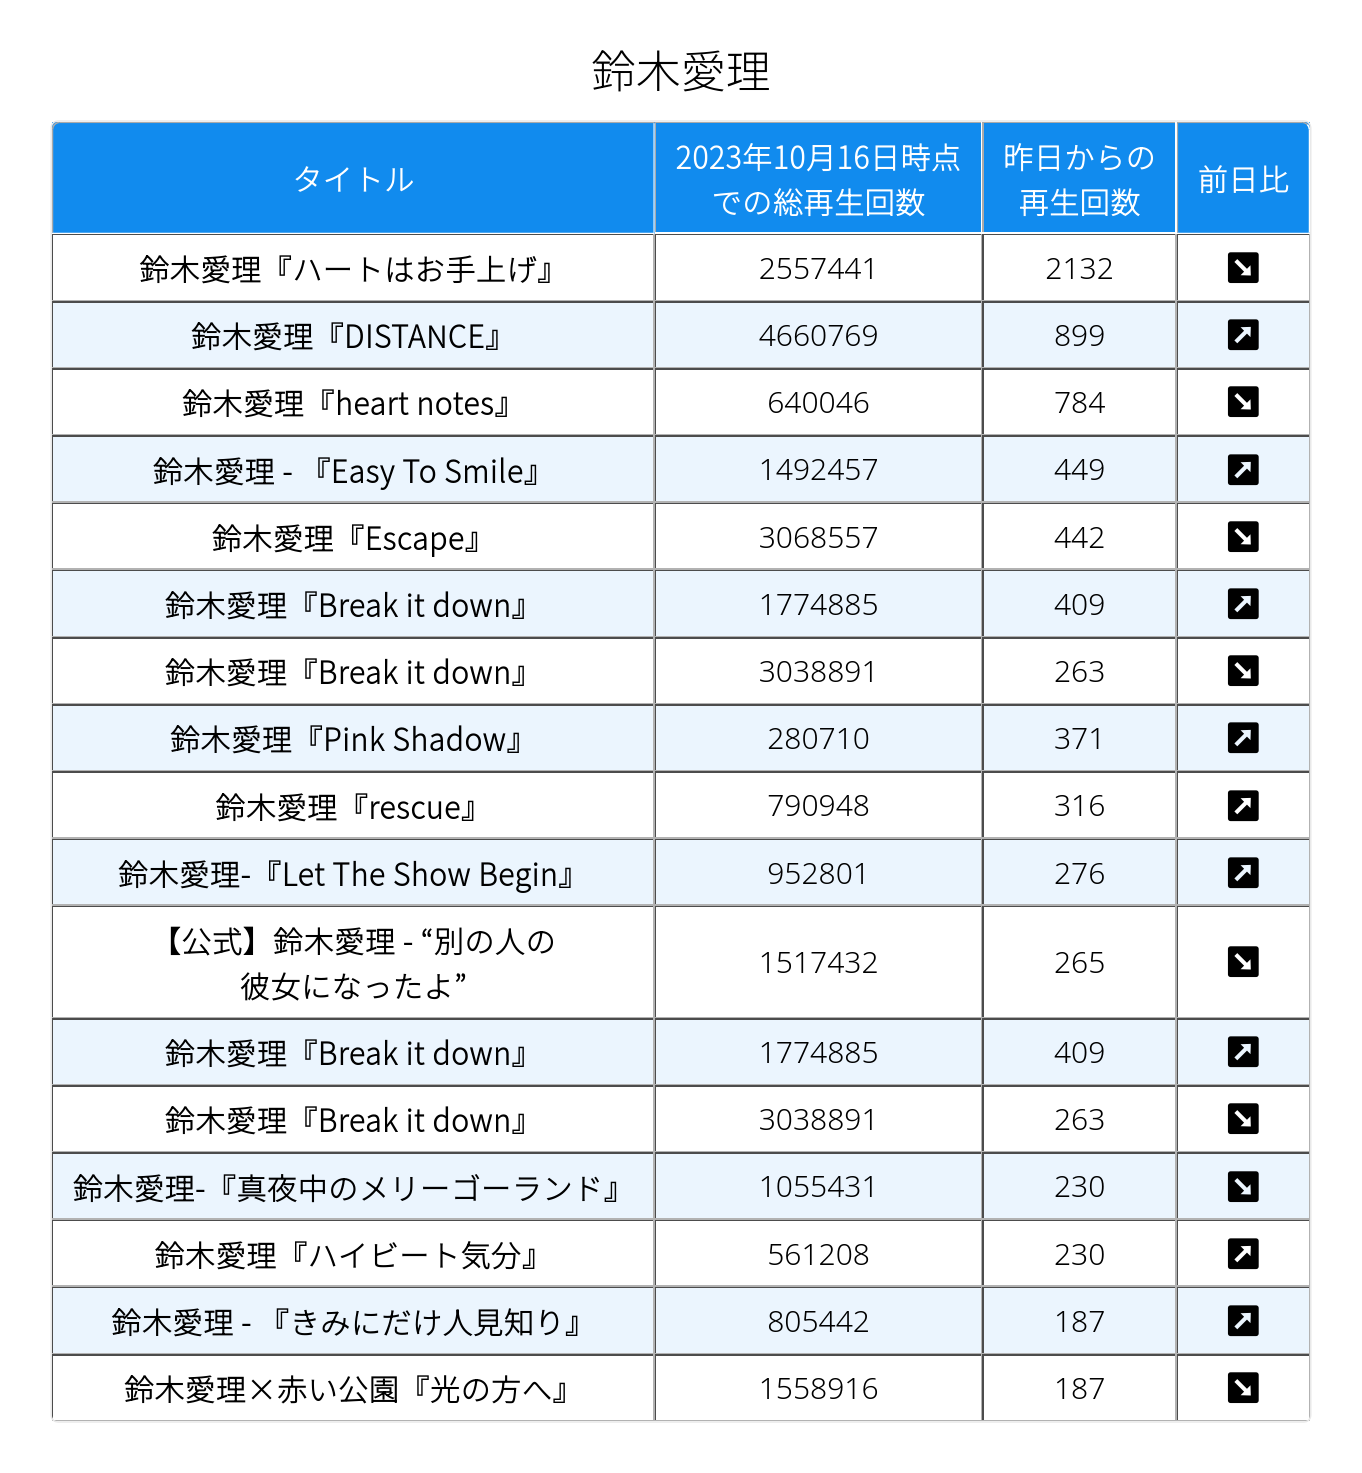 鈴木愛理
タイトル 2023年10月16日時点での総再生回数 昨日からの再生回数 前日比
鈴木愛理『ハートはお手上げ』 2557441 2132 ↘
鈴木愛理『DISTANCE』 4660769 899 ↗
鈴木愛理『heart notes』 640046 784 ↘
鈴木愛理 - 『Easy To Smile』 1492457 449 ↗
鈴木愛理『Escape』 3068557 442 ↘
鈴木愛理『Break it down』 1774885 409 ↗
鈴木愛理『Break it down』 3038891 263 ↘
鈴木愛理『Pink Shadow』 280710 371 ↗
鈴木愛理『rescue』 790948 316 ↗
鈴木愛理-『Let The Show Begin』 952801 276 ↗
【公式】鈴木愛理 - “別の人の彼女になったよ” 1517432 265 ↘
鈴木愛理『Break it down』 1774885 409 ↗
鈴木愛理『Break it down』 3038891 263 ↘
鈴木愛理-『真夜中のメリーゴーランド』 1055431 230 ↘
鈴木愛理『ハイビート気分』 561208 230 ↗
鈴木愛理 - 『きみにだけ人見知り』 805442 187 ↗
鈴木愛理×赤い公園『光の方へ』 1558916 187 ↘